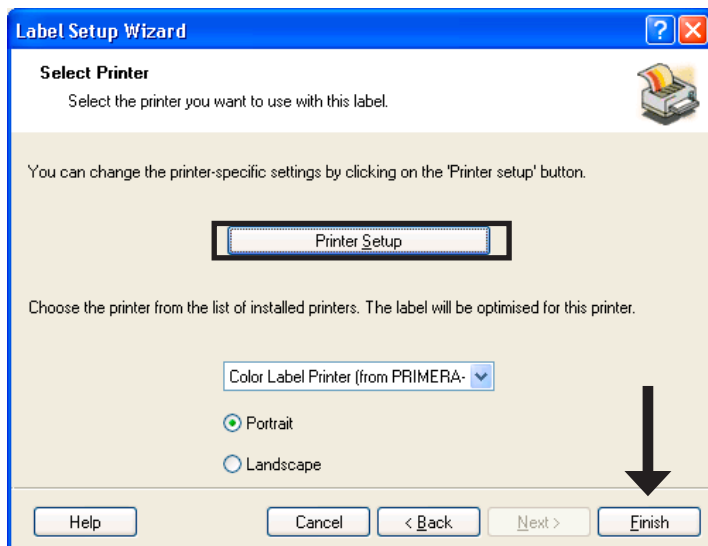 Label Setup Wizard
Select Printer
Select the printer you want to use with this label.
You can change the printer-specific settings by clicking on the 'Printer setup' button.
Printer Setup
Choose the printer from the list of installed printers. The label will be optimised for this printer.
Color Label Printer (from PRIMERA-
Portrait
Landscape
Help
Cancel
< Back
Next >
Finish